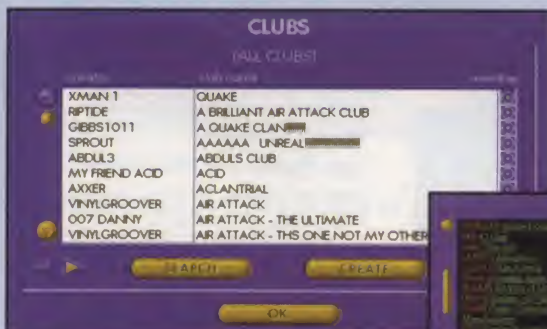 CLUBS
[ALL CLUBS]
XMAN 1 QUAKE
RIPTIDE A BRILLIANT AIR ATTACK CLUB
GIBBS1011 A QUAKE CLAN
SPROUT AAAAAA UNREAL
ABDUL3 ABDULS CLUB
MY FRIEND ACID ACID
AXXER ACLANTRIAL
VINYLGROOVER AIR ATTACK
007 DANNY AIR ATTACK - THE ULTIMATE
VINYLGROOVER AIR ATTACK - THS ONE NOT MY OTHER
SEARCH CREATE
OK